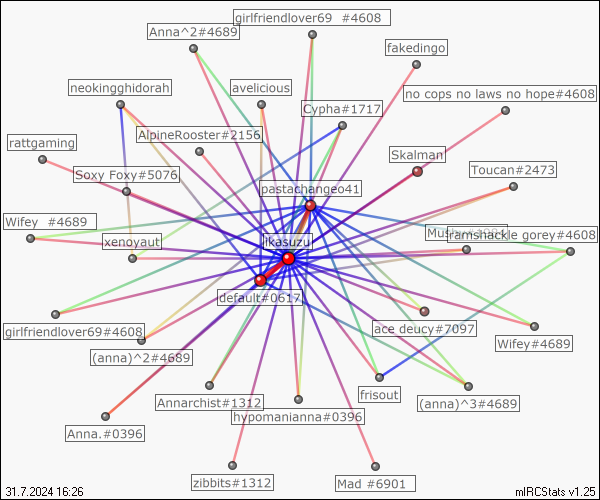 girlfriendlover69 #4608
Anna^2#4689
fakedingo
neokingghidorah
avelicious
no cops no laws no hope#4608
Cypha#1717
AlpineRooster#2156
rattgaming
Skalman
Soxy Foxy#5076
Toucan#2473
pastachangeo41
Wifey #4689
ramshackle gorey#4608
xenoyaut
ikasuzu
default#0617
girlfriendlover69#4608
ace deucy#7097
Wifey#4689
(anna)^2#4689
frisout
Annarchist#1312
(anna)^3#4689
hypomanianna#0396
Anna.#0396
zibbits#1312
Mad #6901
31.7.2024 16:26
mIRCStats v1.25